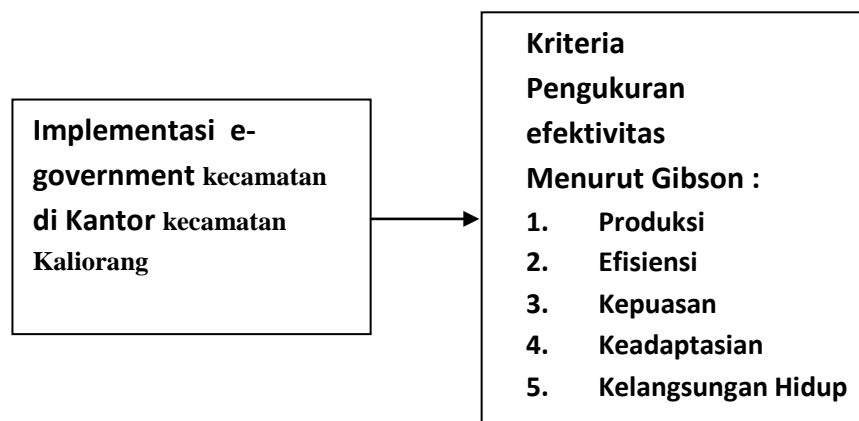 Implementasi e-
government kecamatan
di Kantor kecamatan
Kaliorang
Kriteria
Pengukuran
efektivitas
Menurut Gibson :
1. Produksi
2. Efisiensi
3. Kepuasan
4. Keadaptasian
5. Kelangsungan Hidup